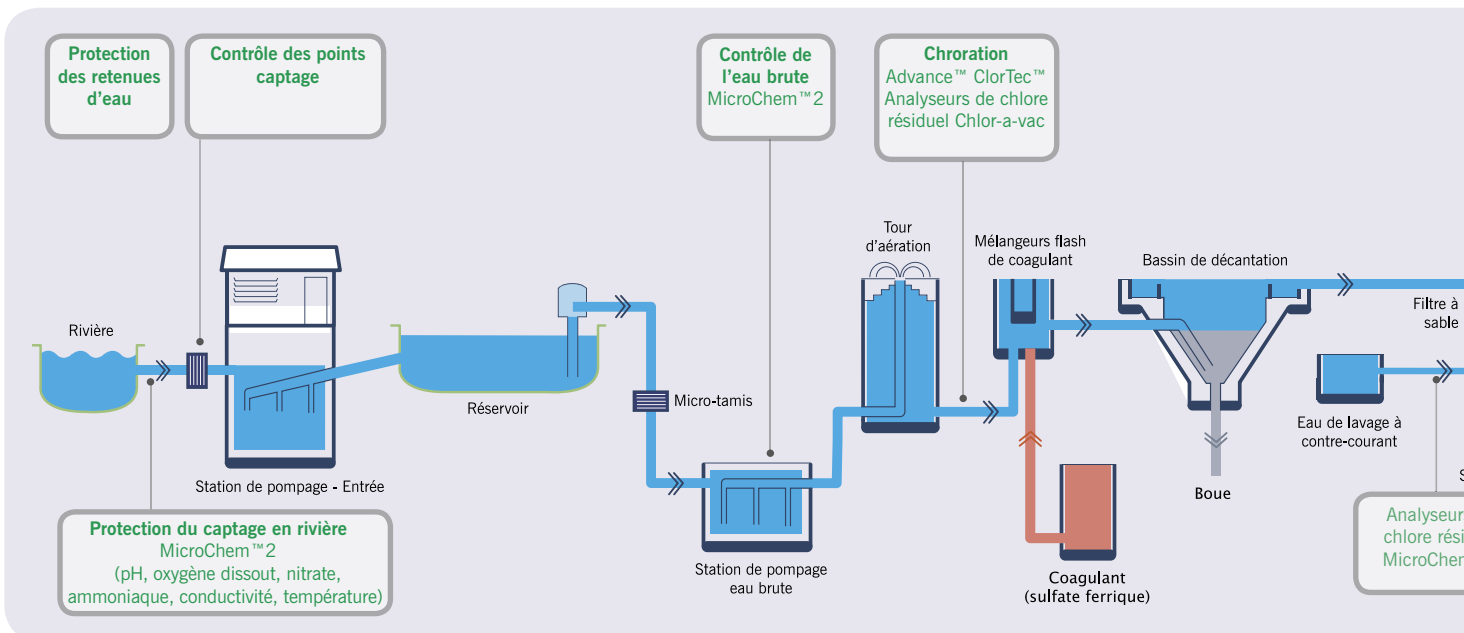 Protection
des retenues
d'eau
Contrôle des points
captage
Contrôle de
l'eau brute
MicroChem™2
Chroration
Advance™ ClorTec™
Analyseurs de chlore
résiduel Chlor-a-vac
Tour
d'aération
Mélangeurs flash
de coagulant
Bassin de décantation
Filtre à
sable
Rivière
Réservoir
Micro-tamis
Eau de lavage à
contre-courant
Station de pompage - Entrée
Boue
S
Protection du captage en rivière
MicroChem™2
(pH, oxygène dissout, nitrate,
ammoniaque, conductivité, température)
Station de pompage
eau brute
Coagulant
(sulfate ferrique)
Analyseur
chlore rési
MicroChem